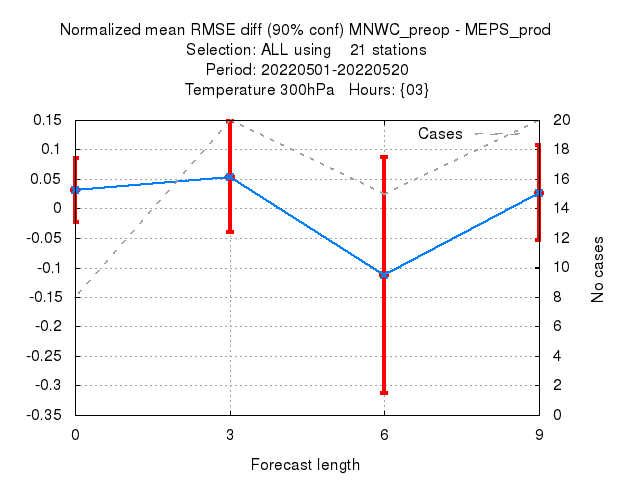 Normalized mean RMSE diff (90% conf) MNWC_preop - MEPS_prod
Selection: ALL using    21 stations
Period: 20220501-20220520
Temperature 300hPa   Hours: {03}
Cases
0.15
0.1
0.05
0
-0.05
-0.1
-0.15
-0.2
-0.25
-0.3
-0.35
20
18
16
14
12
10
8
6
4
2
0
No cases
0 3 6 9
Forecast length